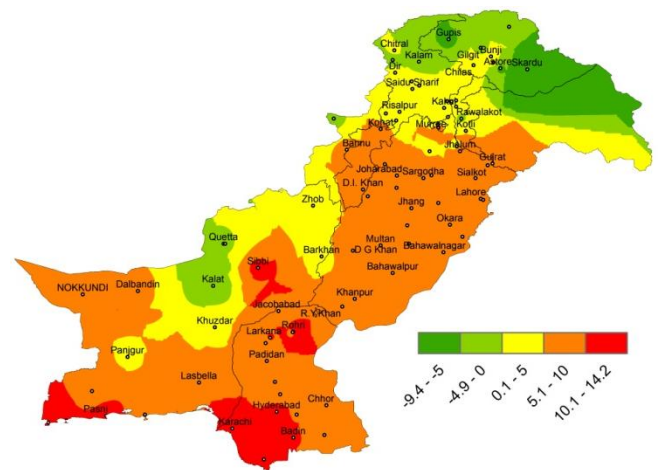 Gupis
Chitral
Gilgit
Bunji
Kalam
Astore
Skardu
Dir
Chilas
Saidu Sharif
Kakul
Risalpur
Rawalakot
Murree
Kotli
Kohat
Bannu
Jhalum
Gujrat
Joharabad
Sargodha
Sialkot
D.I. Khan
Zhob
Jhang
Lahore
Okara
Quetta
Multan
Barkhan
D G Khan
Bahawalnagar
Sibbi
Kalat
Bahawalpur
NOKKUNDI
Dalbandin
Khanpur
Jacobabad
R.Y.Khan
Khuzdar
Larkana
Rohri
Panjgur
Padidan
Lasbella
Pasni
Hyderabad
Chhor
Karachi
Badin
-9.4 - -5
-4.9 - 0
0.1 - 5
5.1 - 10
10.1 - 14.2